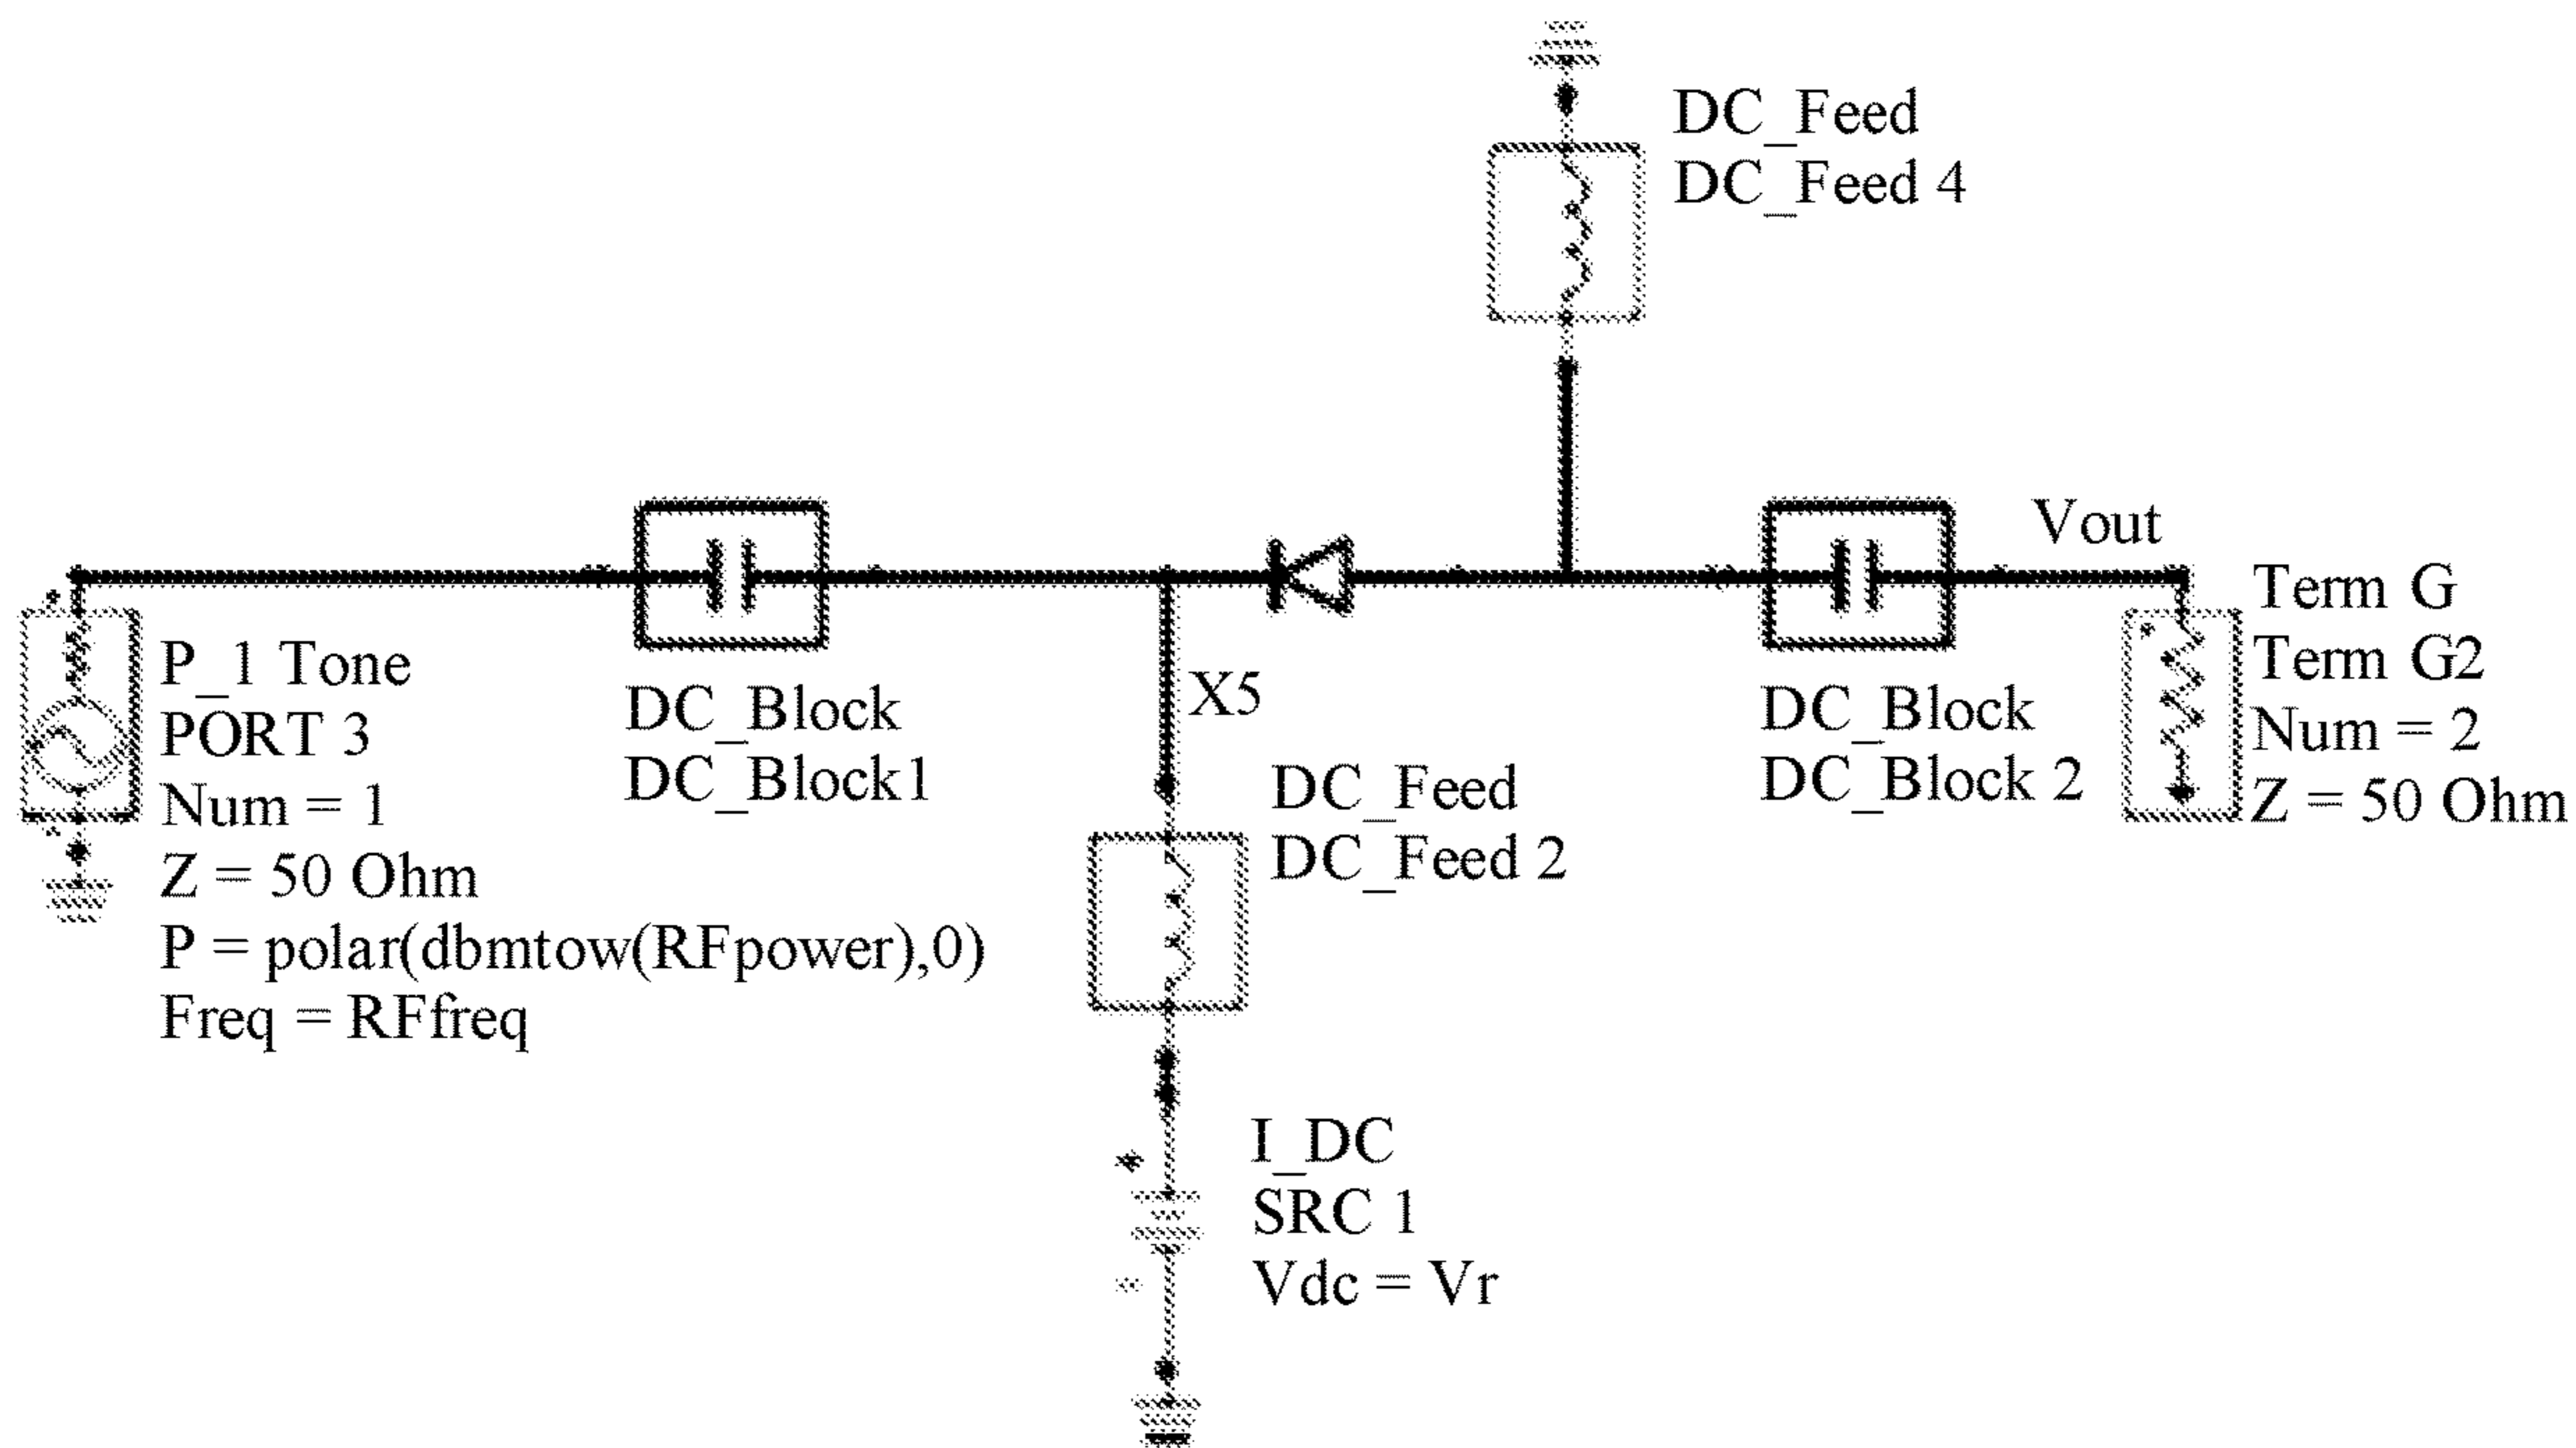 DC_Feed
DC_Feed 4
Vout
P_1 Tone
PORT 3
Num = 1
Z = 50 Ohm
P = polar(dbmtow(RFpower),0)
Freq = RFfreq
DC_Block
DC_Block1
X5
DC_Feed
DC_Feed 2
DC_Block
DC_Block 2
Term G
Term G2
Num = 2
Z = 50 Ohm
I_DC
SRC 1
Vdc = Vr